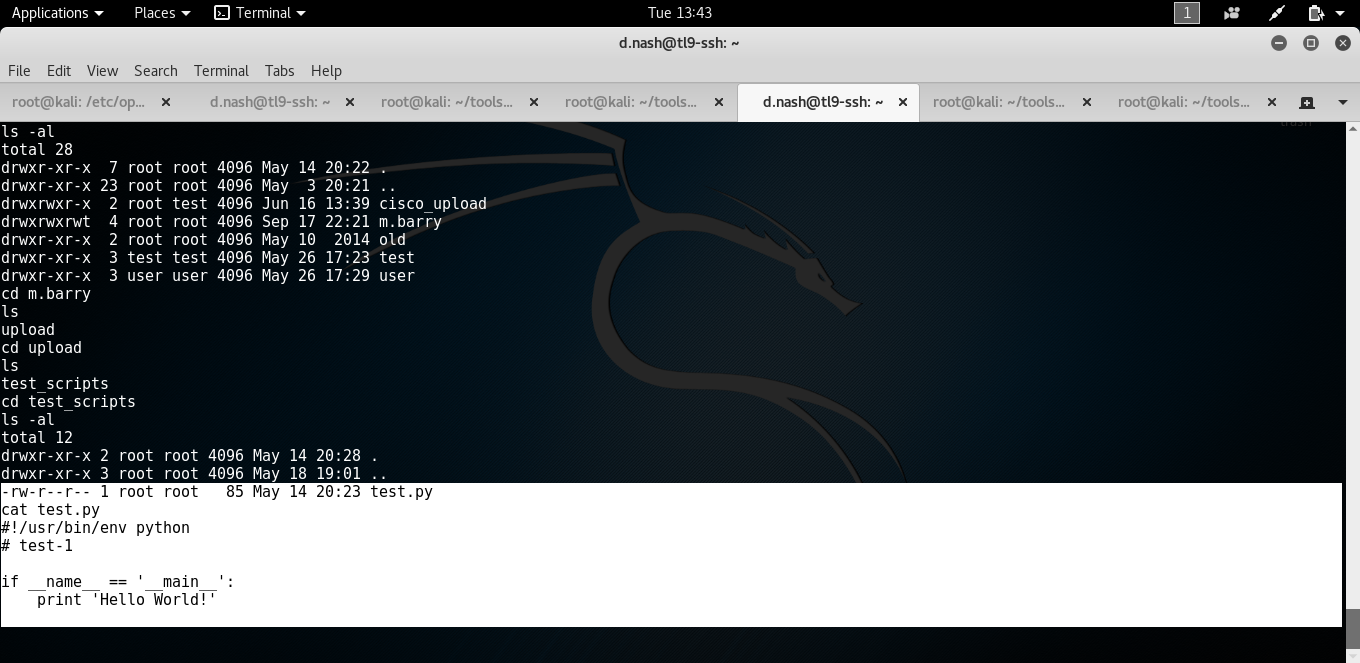 Applications Places Terminal Tue 13:43 1
d.nash@tl9-ssh: ~
File Edit View Search Terminal Tabs Help
root@kali: /etc/op... d.nash@tl9-ssh: ~ root@kali: ~/tools... root@kali: ~/tools... d.nash@tl9-ssh: ~ root@kali: ~/tools... root@kali: ~/tools...
ls -al
total 28
drwxr-xr-x  7 root root 4096 May 14 20:22 .
drwxr-xr-x 23 root root 4096 May  3 20:21 ..
drwxrwxr-x  2 root test 4096 Jun 16 13:39 cisco_upload
drwxrwxrwt  4 root root 4096 Sep 17 22:21 m.barry
drwxr-xr-x  2 root root 4096 May 10  2014 old
drwxr-xr-x  3 test test 4096 May 26 17:23 test
drwxr-xr-x  3 user user 4096 May 26 17:29 user
cd m.barry
ls
upload
cd upload
ls
test_scripts
cd test_scripts
ls -al
total 12
drwxr-xr-x 2 root root 4096 May 14 20:28 .
drwxr-xr-x 3 root root 4096 May 18 19:01 ..
-rw-r--r-- 1 root root   85 May 14 20:23 test.py
cat test.py
#!/usr/bin/env python
# test-1
if __name__ == '__main__':
    print 'Hello World!'